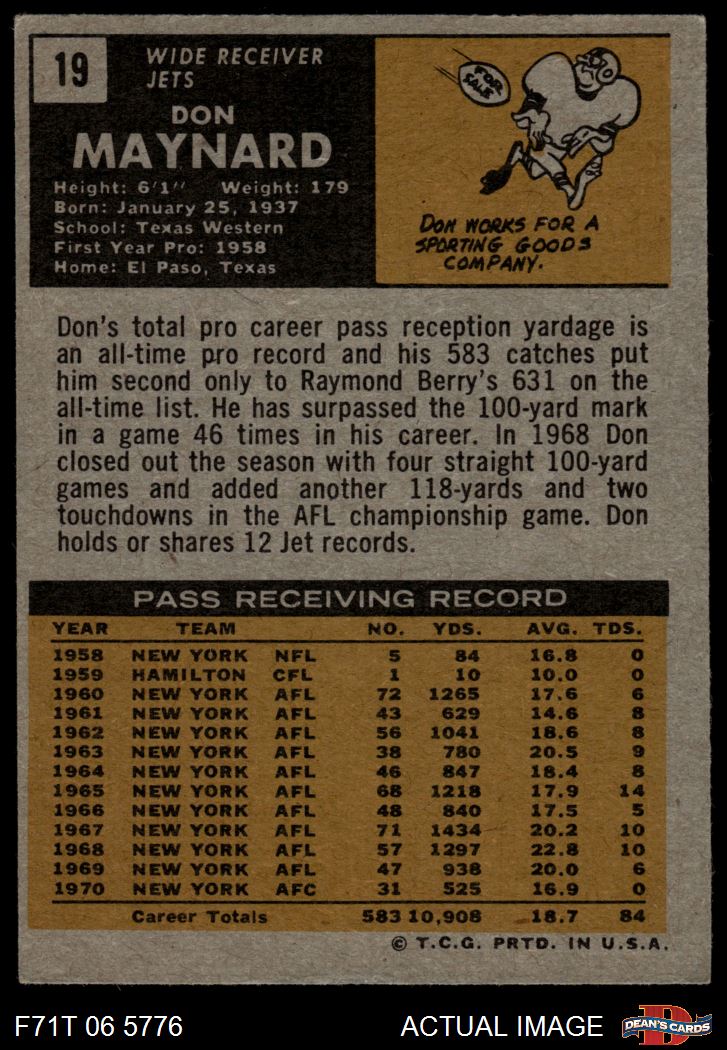 19
WIDE RECEIVER
JETS
DON
MAYNARD
Height: 6'1" Weight: 179
Born: January 25, 1937
School: Texas Western
First Year Pro: 1958
Home: El Paso, Texas
FOR SALE
DON WORKS FOR A
SPORTING GOODS
COMPANY.
Don's total pro career pass reception yardage is
an all-time pro record and his 583 catches put
him second only to Raymond Berry's 631 on the
all-time list. He has surpassed the 100-yard mark
in a game 46 times in his career. In 1968 Don
closed out the season with four straight 100-yard
games and added another 118-yards and two
touchdowns in the AFL championship game. Don
holds or shares 12 Jet records.
PASS RECEIVING RECORD
YEAR TEAM NO. YDS. AVG. TDS.
1958 NEW YORK NFL 5 84 16.8 0
1959 HAMILTON CFL 1 10 10.0 0
1960 NEW YORK AFL 72 1265 17.6 6
1961 NEW YORK AFL 43 629 14.6 8
1962 NEW YORK AFL 56 1041 18.6 8
1963 NEW YORK AFL 38 780 20.5 9
1964 NEW YORK AFL 46 847 18.4 8
1965 NEW YORK AFL 68 1218 17.9 14
1966 NEW YORK AFL 48 840 17.5 5
1967 NEW YORK AFL 71 1434 20.2 10
1968 NEW YORK AFL 57 1297 22.8 10
1969 NEW YORK AFL 47 938 20.0 6
1970 NEW YORK AFC 31 525 16.9 0
Career Totals 583 10,908 18.7 84
© T.C.G. PRTD. IN U.S.A.
F71T 06 5776 ACTUAL IMAGE D DEAN'S CARDS